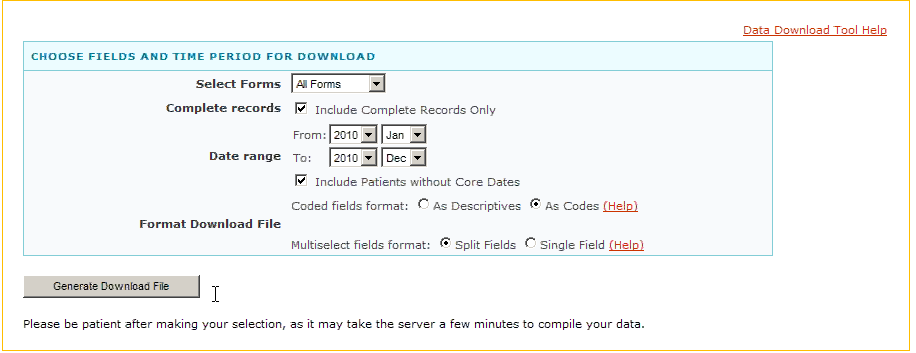 Data Download Tool Help
CHOOSE FIELDS AND TIME PERIOD FOR DOWNLOAD
Select Forms All Forms
Complete records Include Complete Records Only
From: 2010 Jan
Date range To: 2010 Dec
Include Patients without Core Dates
Coded fields format: As Descriptives As Codes (Help)
Format Download File
Multiselect fields format: Split Fields Single Field (Help)
Generate Download File
Please be patient after making your selection, as it may take the server a few minutes to compile your data.